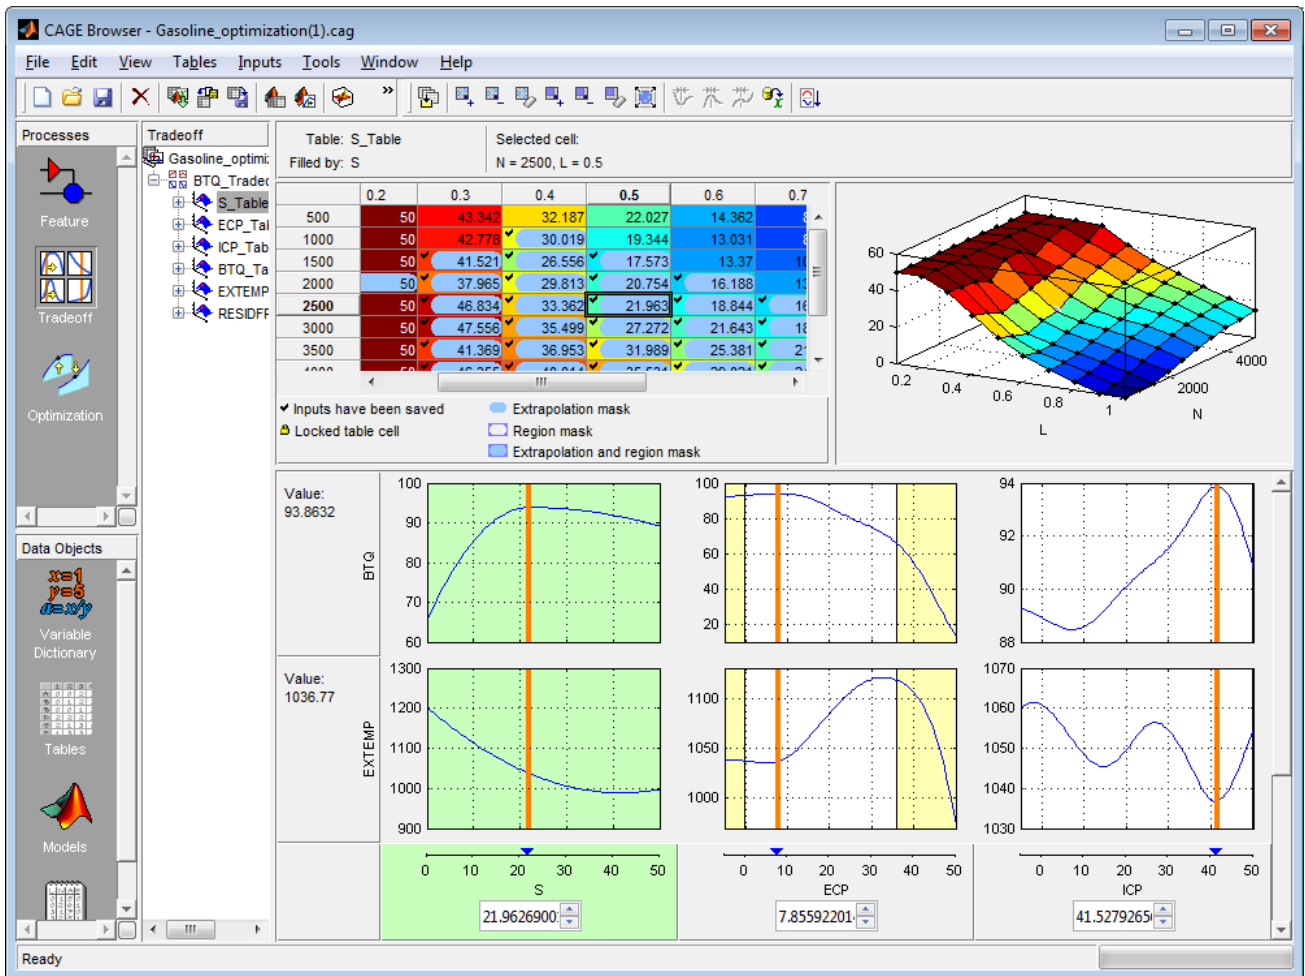 CAGE Browser - Gasoline_optimization(1).cag
File Edit View Tables Inputs Tools Window Help
Processes
Feature
Tradeoff
Optimization
Data Objects
x=1
y=5
a=x/y
Variable
Dictionary
Tables
Models
Tradeoff
Gasoline_optimi
BTQ_Trade
S_Table
ECP_Ta
ICP_Tab
BTQ_Ta
EXTEMP
RESIDF
Table: S_Table
Filled by: S
Selected cell:
N = 2500, L = 0.5
0.2 0.3 0.4 0.5 0.6 0.7
500 50 43.342 32.187 22.027 14.362
1000 50 42.778 30.019 19.344 13.031
1500 50 41.521 26.556 17.573 13.37 10
2000 50 37.965 29.813 20.754 16.188 13
2500 50 46.834 33.362 21.963 18.844 16
3000 50 47.556 35.499 27.272 21.643 18
3500 50 41.369 36.953 31.989 25.381 2
Inputs have been saved
Locked table cell
Extrapolation mask
Region mask
Extrapolation and region mask
60
40
20
0
0.2 0.4 0.6 0.8 1
L
2000 4000
N
Value:
93.8632
BTQ
100
90
80
70
60
100
80
60
40
20
94
92
90
88
Value:
1036.77
EXTEMP
1300
1200
1100
1000
900
1100
1050
1000
1070
1060
1050
1040
1030
0 10 20 30 40 50
S
21.9626900
0 10 20 30 40 50
ECP
7.85592201
0 10 20 30 40 50
ICP
41.5279265
Ready